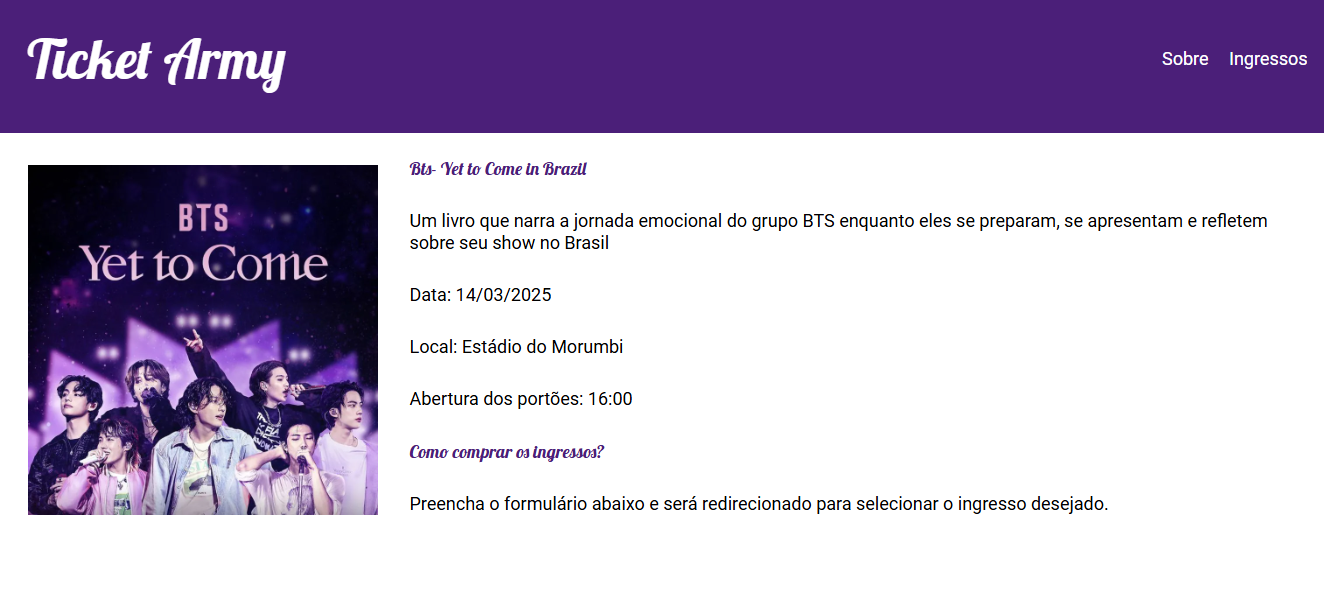 Ticket Army
Sobre Ingressos
BTS
Yet to Come
Bts- Yet to Come in Brazil
Um livro que narra a jornada emocional do grupo BTS enquanto eles se preparam, se apresentam e refletem
sobre seu show no Brasil
Data: 14/03/2025
Local: Estádio do Morumbi
Abertura dos portões: 16:00
Como comprar os ingressos?
Preencha o formulário abaixo e será redirecionado para selecionar o ingresso desejado.